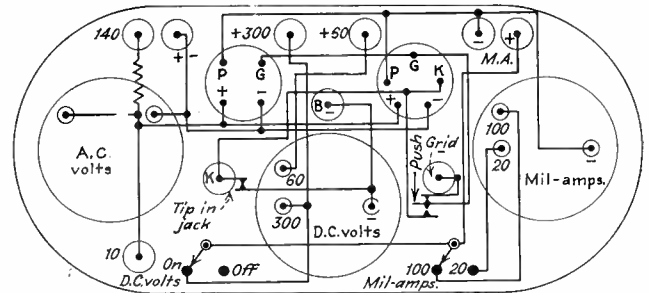 140
+ -
+300
+60
-
+
M.A.
P G
+ -
P G K
+ -
B
-
A.C.
volts
K
Tip in
jack
60
300
D.C. volts
-
Push
Grid
100
20
Mil-amps.
-
10
D.C. volts
On
Off
100
20
Mil-amps.